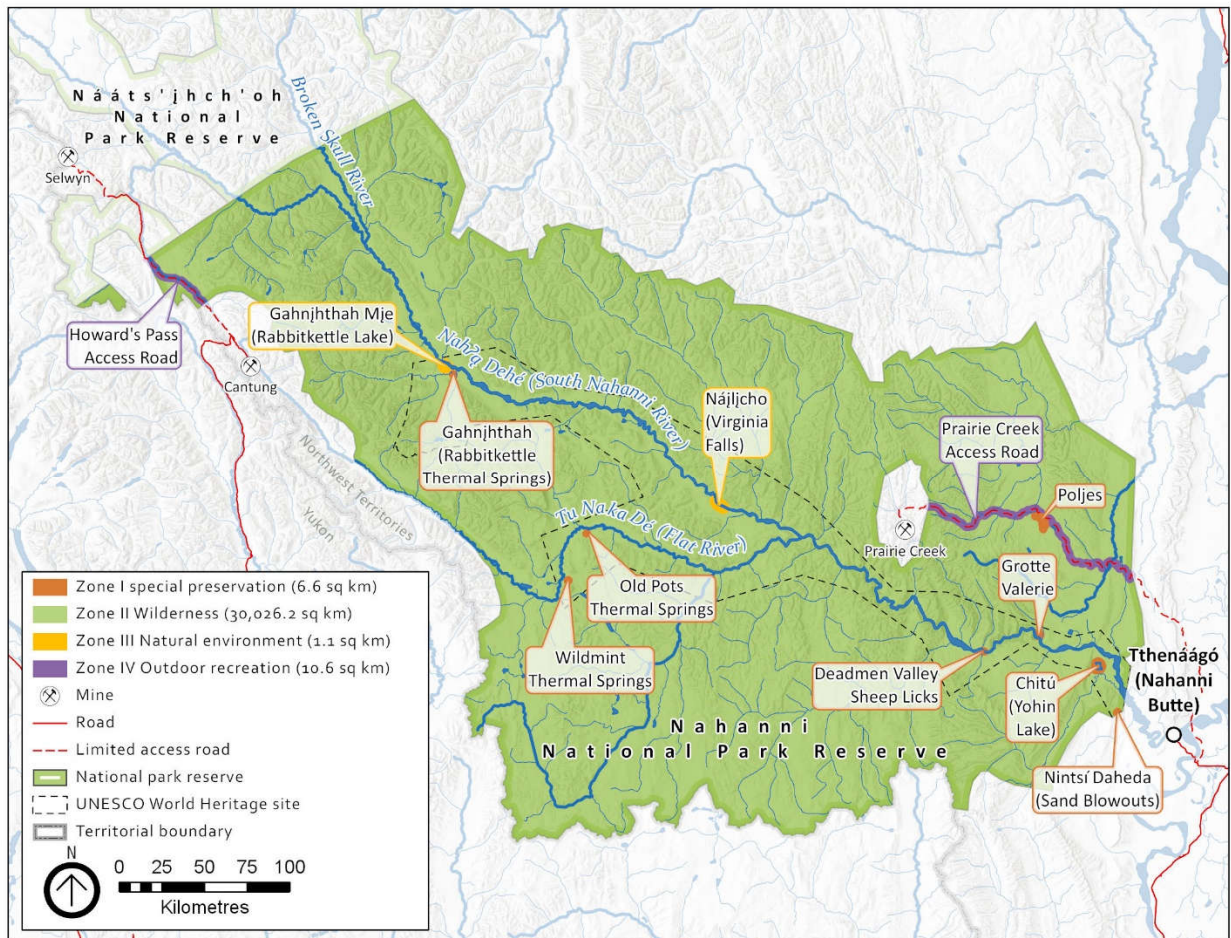 Nááts'įhch'oh
National
Park Reserve
Selwyn
Broken Skull River
Howard's Pass
Access Road
Cantung
Gahnįhthah Mįe
(Rabbitkettle Lake)
Nahʔą Dehé (South Nahanni River)
Gahnįhthah
(Rabbitkettle
Thermal Springs)
Náįlįcho
(Virginia
Falls)
Prairie Creek
Access Road
Poljes
Prairie Creek
Northwest Territories
Yukon
Tu Naka Dé (Flat River)
Old Pots
Thermal Springs
Wildmint
Thermal Springs
Grotte
Valerie
Deadmen Valley
Sheep Licks
Chitú
(Yohin
Lake)
Tthenáágó
(Nahanni
Butte)
Nintsí Daheda
(Sand Blowouts)
Nahanni
National Park Reserve
Zone I special preservation (6.6 sq km)
Zone II Wilderness (30,026.2 sq km)
Zone III Natural environment (1.1 sq km)
Zone IV Outdoor recreation (10.6 sq km)
Mine
Road
Limited access road
National park reserve
UNESCO World Heritage site
Territorial boundary
N
0 25 50 75 100
Kilometres